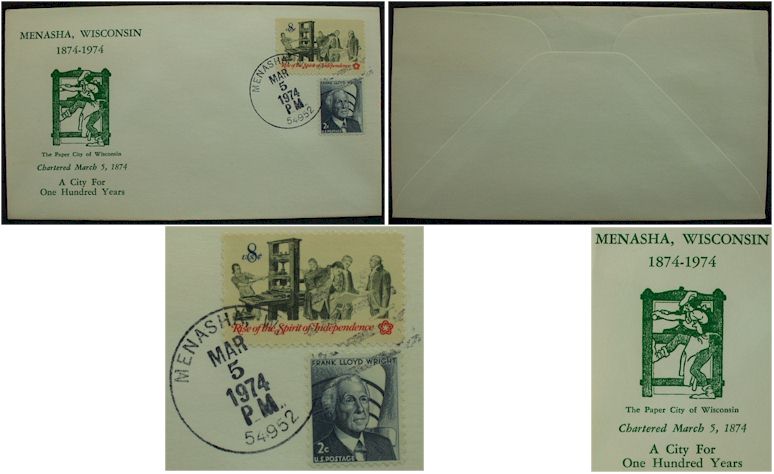 MENASHA, WISCONSIN
1874-1974
The Paper City of Wisconsin
Chartered March 5, 1874
A City For
One Hundred Years
8
Rise of the Spirit of Independence
MENASHA
MAR
5
1974
P M
54952
FRANK LLOYD WRIGHT
2c
U.S. POSTAGE
8
US
Rise of the Spirit of Independence
MENASHA
MAR
5
1974
P M.
54952
FRANK LLOYD WRIGHT
2c
U.S. POSTAGE
MENASHA, WISCONSIN
1874-1974
The Paper City of Wisconsin
Chartered March 5, 1874
A City For
One Hundred Years